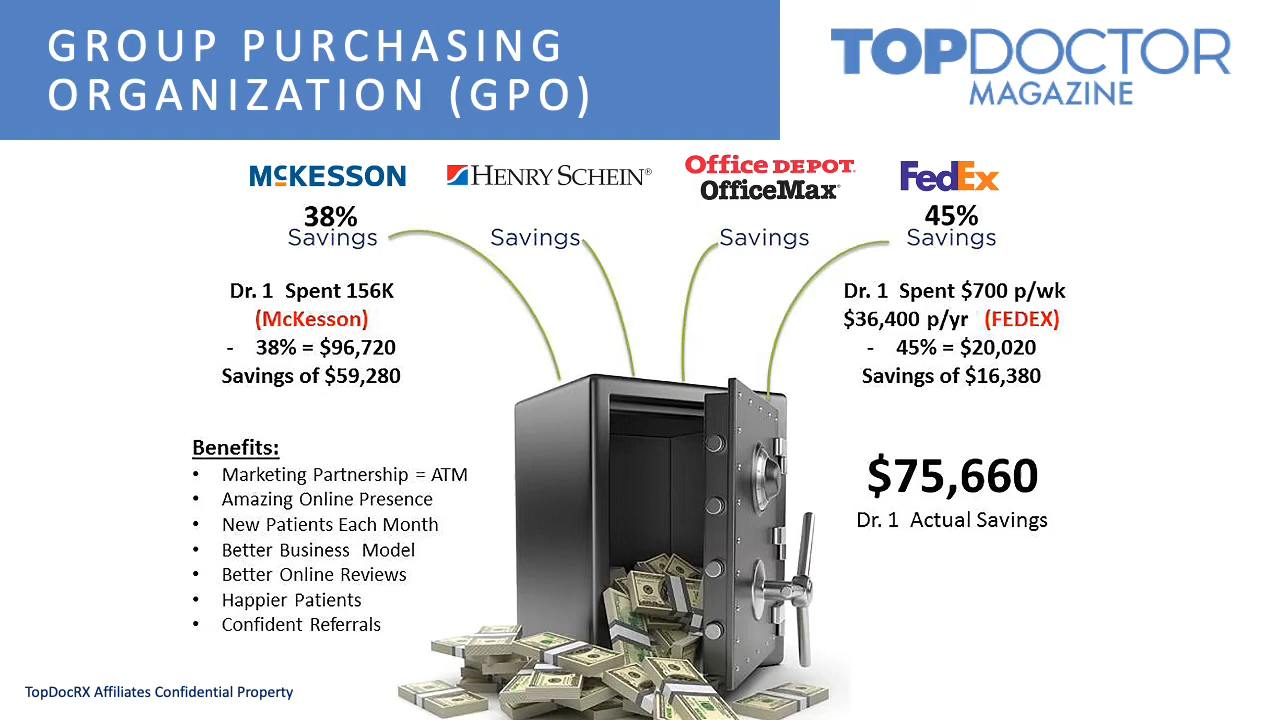 GROUP PURCHASING
ORGANIZATION (GPO)
TOPDOCTOR
MAGAZINE
McKESSON
HENRY SCHEIN®
Office DEPOT.
OfficeMax®
FedEx
38%
Savings
Savings
Savings
45%
Savings
Dr. 1 Spent 156K
(McKesson)
- 38% = $96,720
Savings of $59,280
Dr. 1 Spent $700 p/wk
$36,400 p/yr (FEDEX)
- 45% = $20,020
Savings of $16,380
Benefits:
• Marketing Partnership = ATM
• Amazing Online Presence
• New Patients Each Month
• Better Business Model
• Better Online Reviews
• Happier Patients
• Confident Referrals
$75,660
Dr. 1 Actual Savings
TopDocRX Affiliates Confidential Property